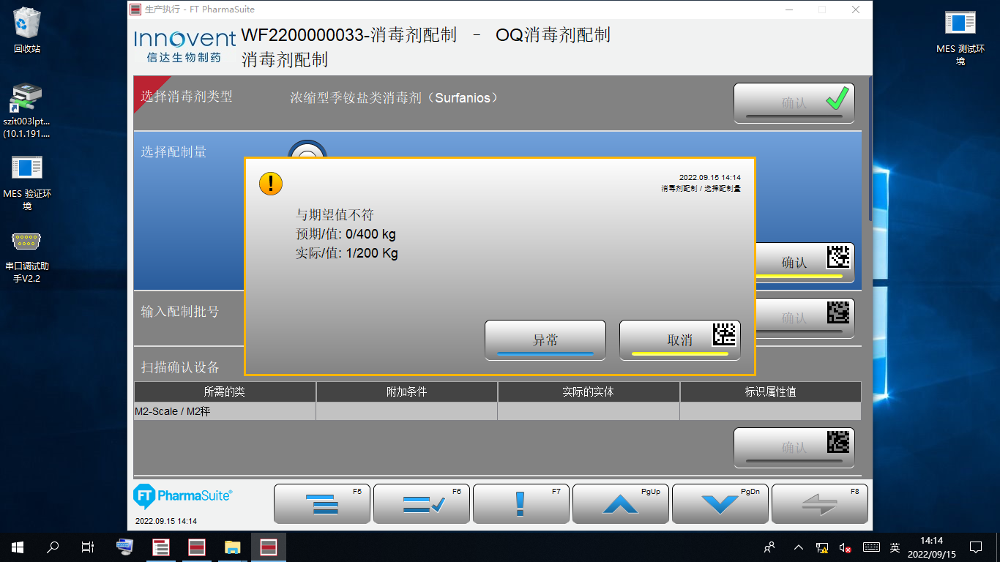 回收站
szit003lpt...
(10.1.191....
MES 验证环
境
串口调试助
手V2.2
MES 测试环
境
生产执行 - FT PharmaSuite
Innovent
信达生物制药
WF2200000033-消毒剂配制 - OQ消毒剂配制
消毒剂配制
选择消毒剂类型
浓缩型季铵盐类消毒剂（Surfanios）
确认
选择配制量
2022.09.15 14:14
消毒剂配制 / 选择配制量
!
与期望值不符
预期/值: 0/400 kg
实际/值: 1/200 Kg
异常
取消
确认
输入配制批号
确认
扫描确认设备
所需的类
附加条件
实际的实体
标识属性值
M2-Scale / M2秤
确认
FT PharmaSuite®
2022.09.15 14:14
F5
F6
F7
PgUp
PgDn
F8
英
14:14
2022/09/15